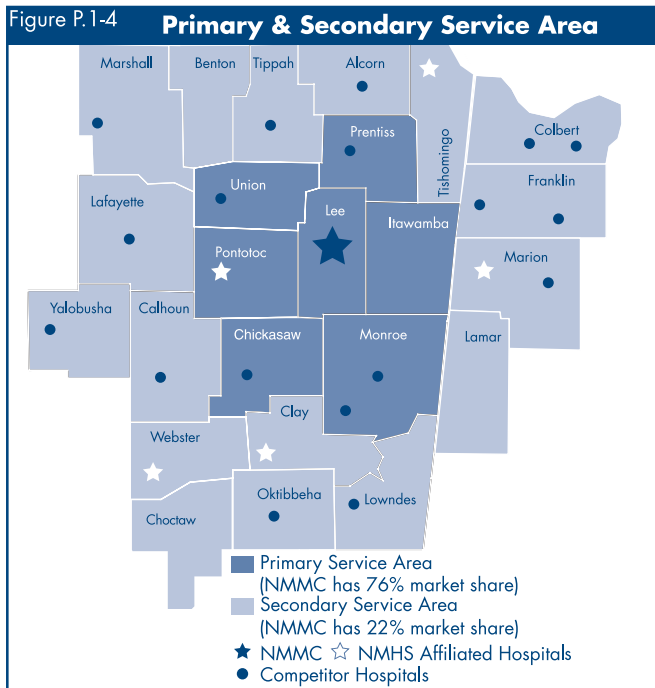 Figure P.1-4 Primary & Secondary Service Area
Marshall
Benton
Tippah
Alcorn
Tishomingo
Colbert
Prentiss
Franklin
Union
Lafayette
Lee
Itawamba
Pontotoc
Marion
Yalobusha
Calhoun
Chickasaw
Monroe
Lamar
Clay
Webster
Oktibbeha
Lowndes
Choctaw
Primary Service Area
(NMMC has 76% market share)
Secondary Service Area
(NMMC has 22% market share)
NMMC NMHS Affiliated Hospitals
Competitor Hospitals